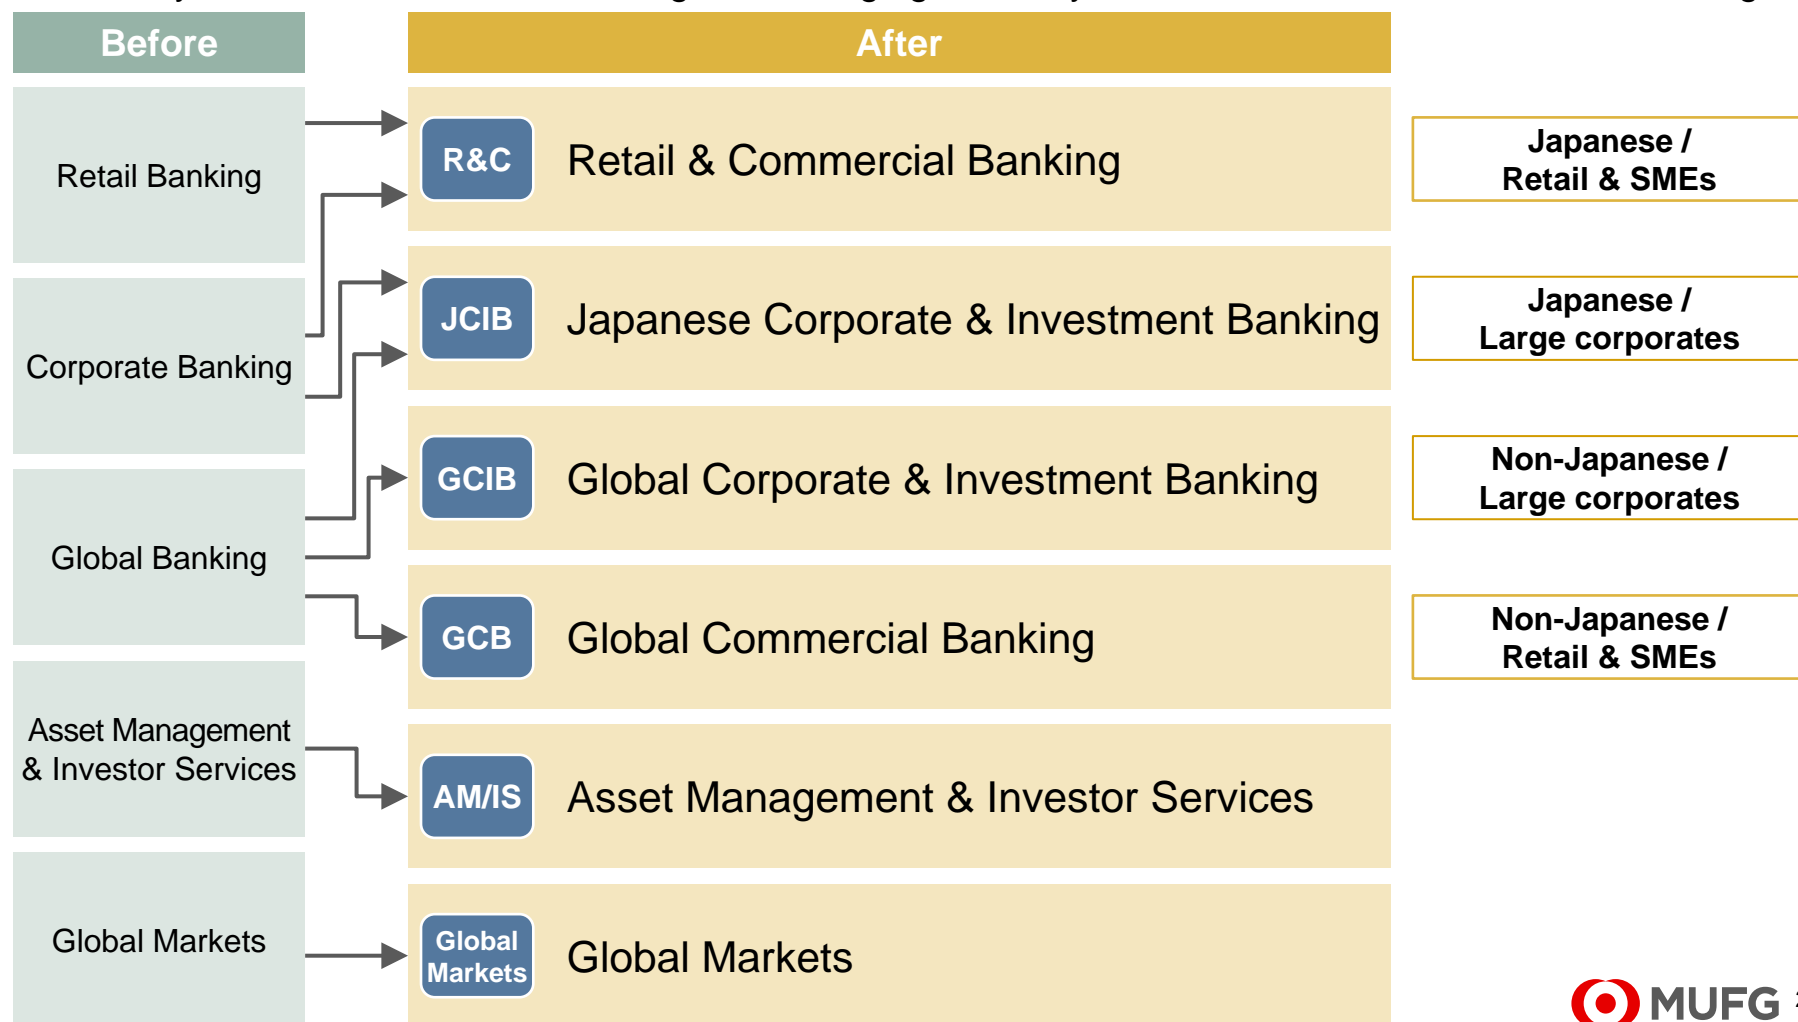 Before
After
Retail Banking
R&C
Retail & Commercial Banking
Japanese /
Retail & SMEs
Corporate Banking
JCIB
Japanese Corporate & Investment Banking
Japanese /
Large corporates
Global Banking
GCIB
Global Corporate & Investment Banking
Non-Japanese /
Large corporates
GCB
Global Commercial Banking
Non-Japanese /
Retail & SMEs
Asset Management
& Investor Services
AM/IS
Asset Management & Investor Services
Global Markets
Global
Markets
Global Markets
MUFG